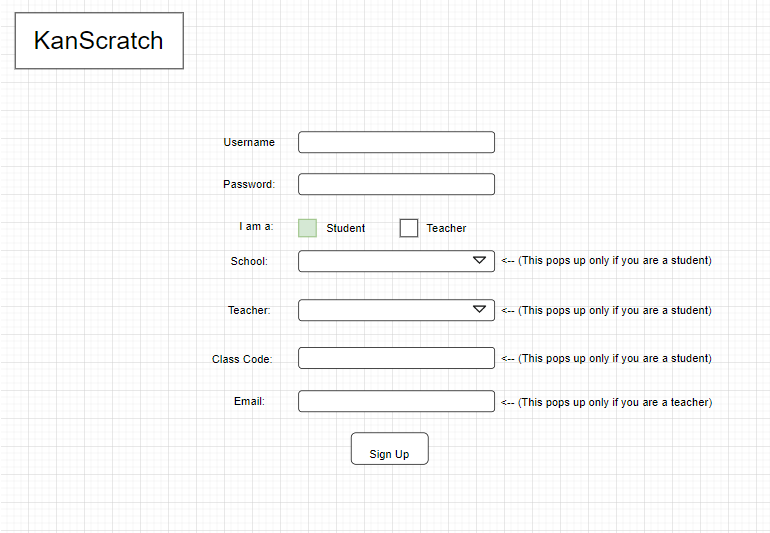 KanScratch
Username
Password:
I am a: Student Teacher
School: <-- (This pops up only if you are a student)
Teacher: <-- (This pops up only if you are a student)
Class Code: <-- (This pops up only if you are a student)
Email: <-- (This pops up only if you are a teacher)
Sign Up